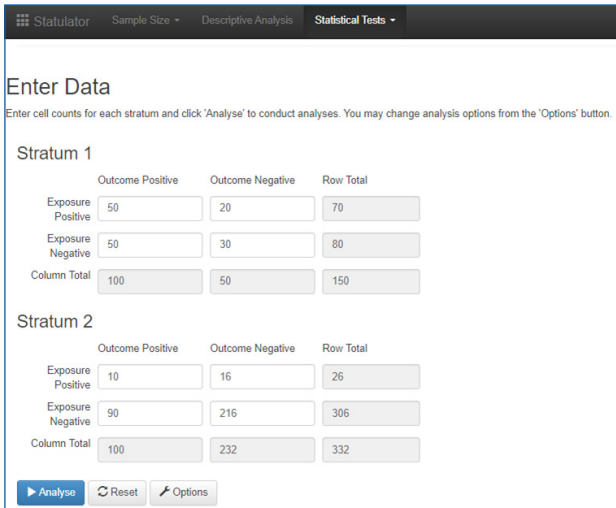 Statulator Sample Size Descriptive Analysis Statistical Tests
Enter Data
Enter cell counts for each stratum and click 'Analyse' to conduct analyses. You may change analysis options from the 'Options' button.
Stratum 1
Outcome Positive Outcome Negative Row Total
Exposure
Positive 50 20 70
Exposure
Negative 50 30 80
Column Total 100 50 150
Stratum 2
Outcome Positive Outcome Negative Row Total
Exposure
Positive 10 16 26
Exposure
Negative 90 216 306
Column Total 100 232 332
Analyse Reset Options